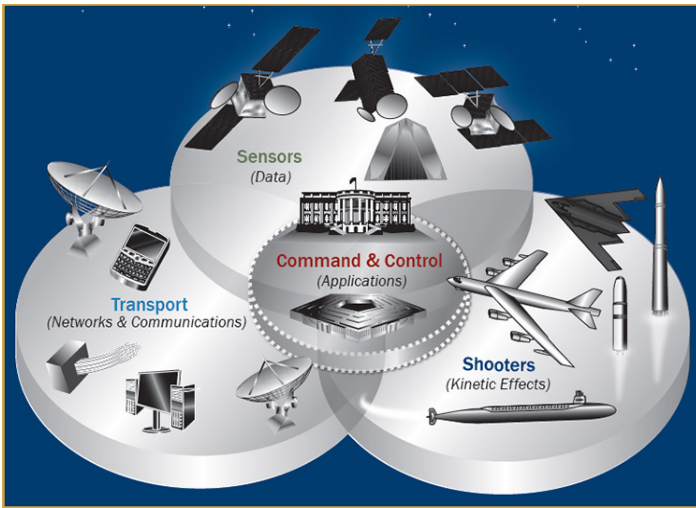 Sensors
(Data)
Command & Control
(Applications)
Transport
(Networks & Communications)
Shooters
(Kinetic Effects)